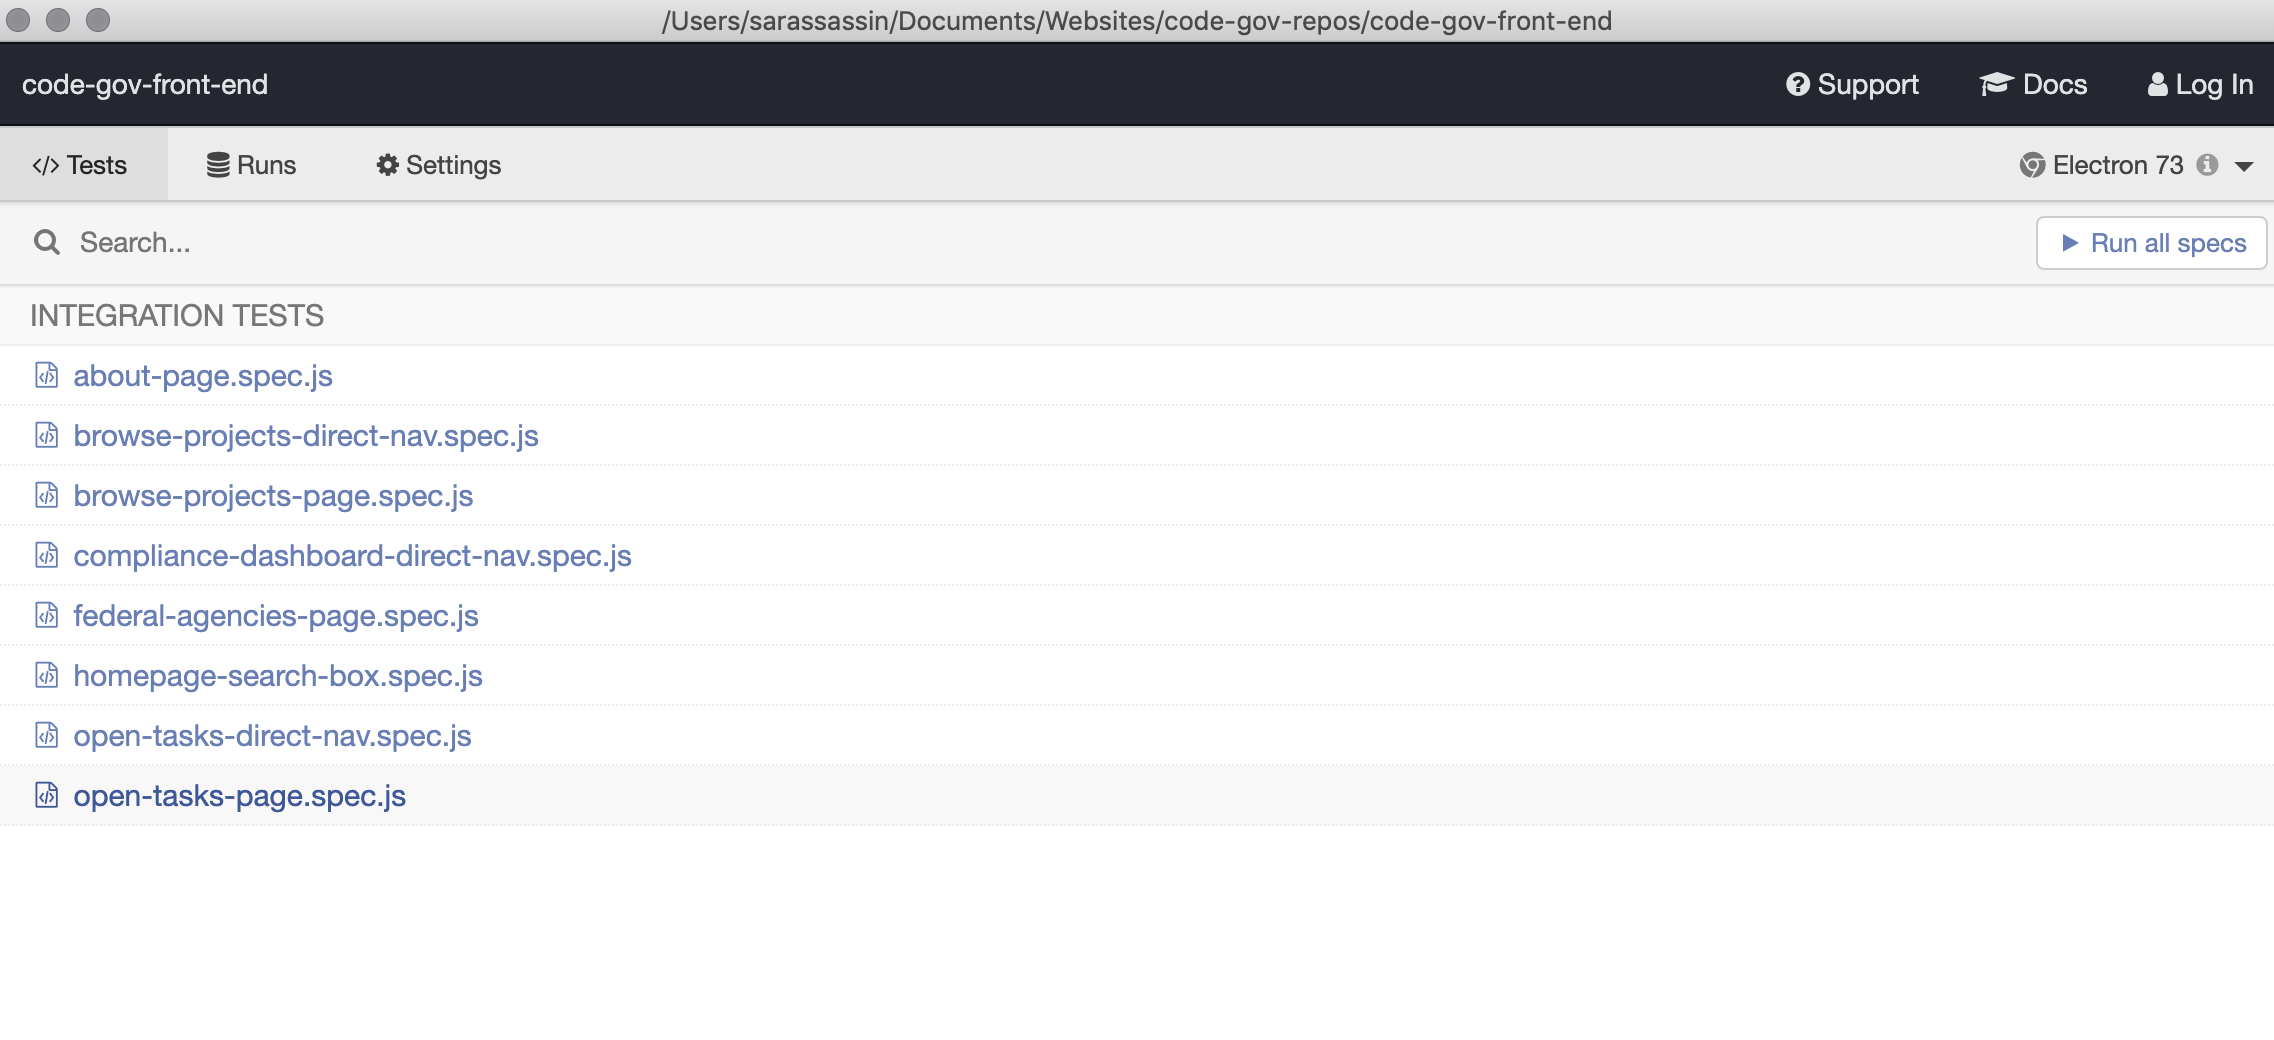 /Users/sarassassin/Documents/Websites/code-gov-repos/code-gov-front-end
code-gov-front-end Support Docs Log In
</> Tests Runs Settings Electron 73
Search... Run all specs
INTEGRATION TESTS
about-page.spec.js
browse-projects-direct-nav.spec.js
browse-projects-page.spec.js
compliance-dashboard-direct-nav.spec.js
federal-agencies-page.spec.js
homepage-search-box.spec.js
open-tasks-direct-nav.spec.js
open-tasks-page.spec.js